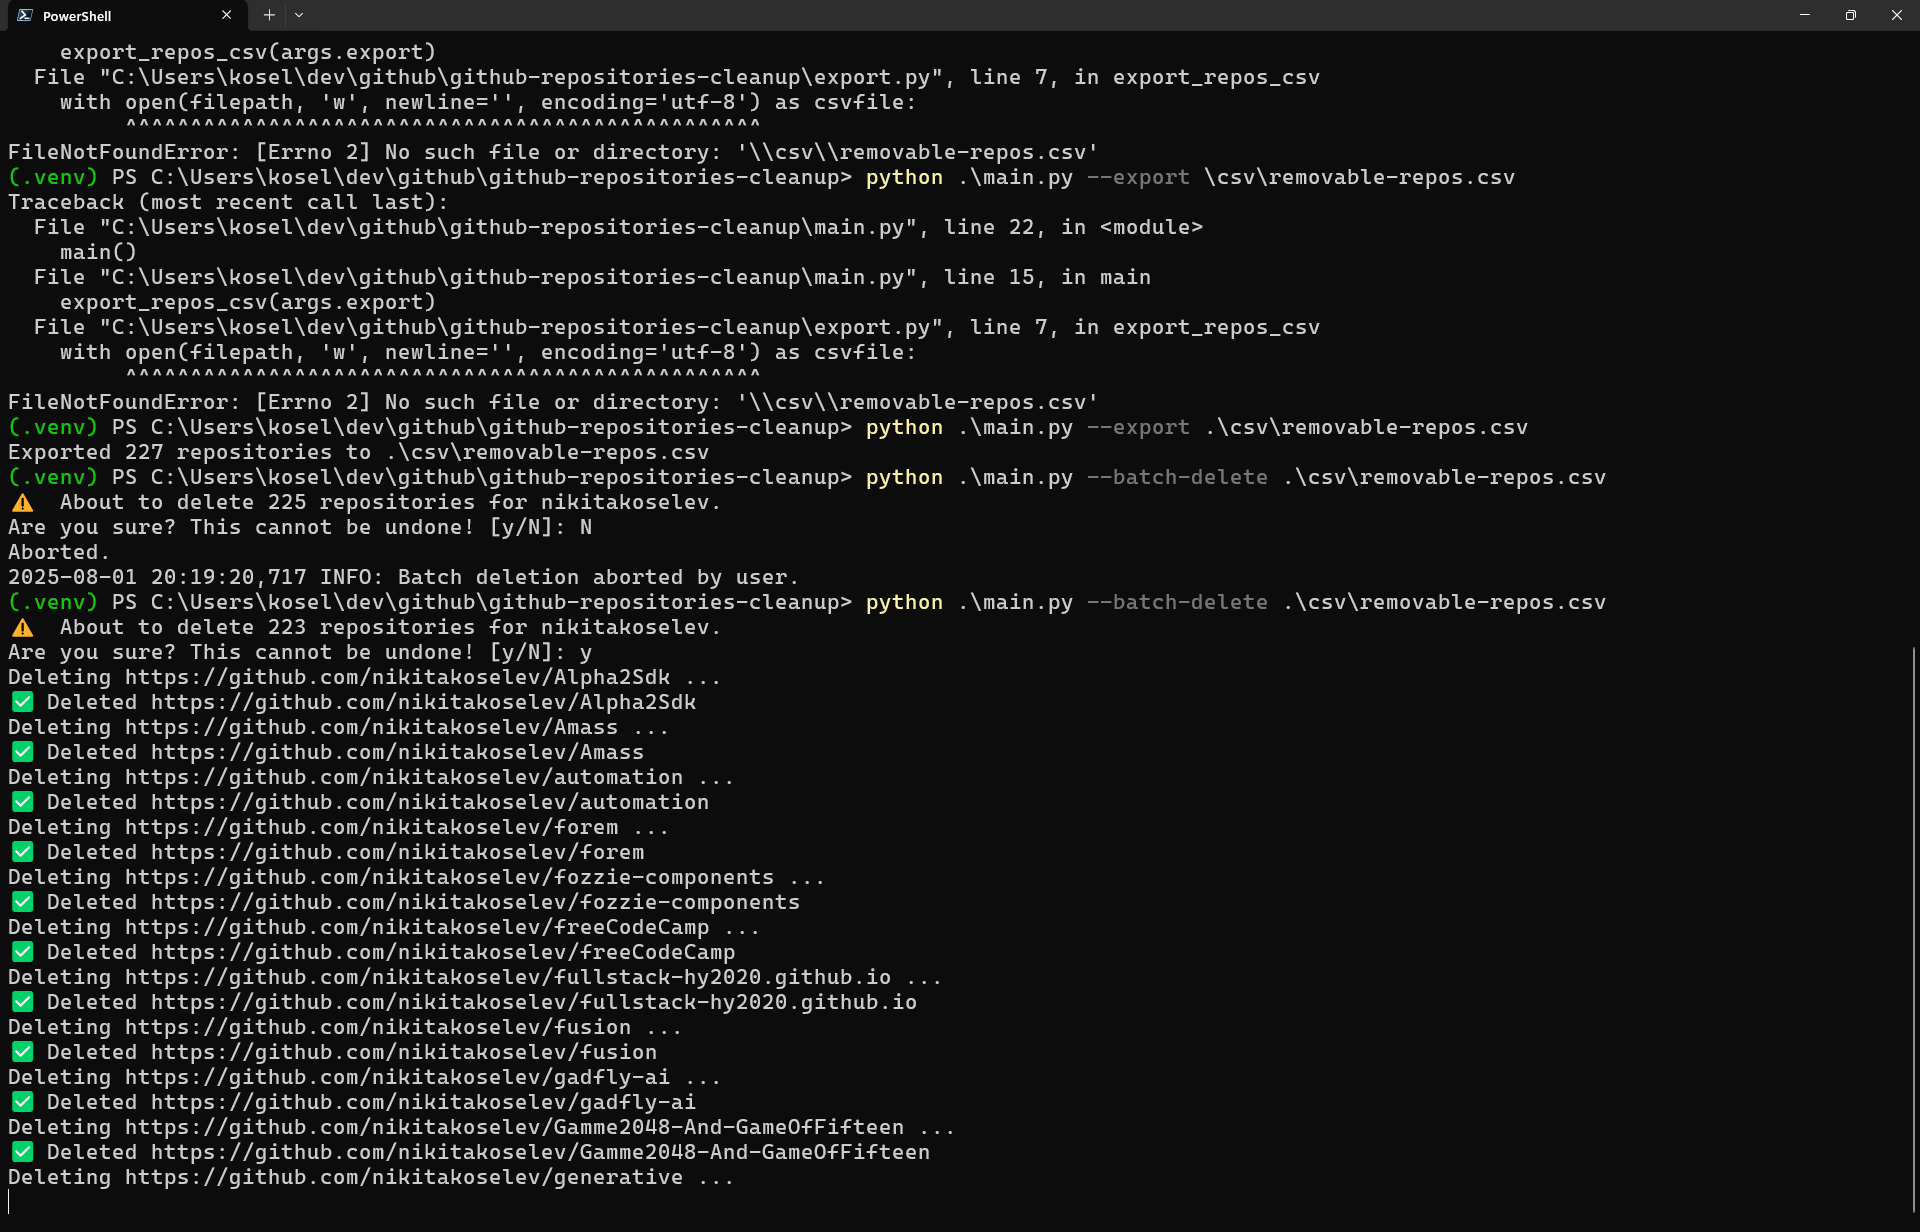 PowerShell
    export_repos_csv(args.export)
  File "C:\Users\kosel\dev\github\github-repositories-cleanup\export.py", line 7, in export_repos_csv
    with open(filepath, 'w', newline='', encoding='utf-8') as csvfile:
         ^^^^^^^^^^^^^^^^^^^^^^^^^^^^^^^^^^^^^^^^^^^^^^^^^
FileNotFoundError: [Errno 2] No such file or directory: '\\csv\\removable-repos.csv'
(.venv) PS C:\Users\kosel\dev\github\github-repositories-cleanup> python .\main.py --export \csv\removable-repos.csv
Traceback (most recent call last):
  File "C:\Users\kosel\dev\github\github-repositories-cleanup\main.py", line 22, in <module>
    main()
  File "C:\Users\kosel\dev\github\github-repositories-cleanup\main.py", line 15, in main
    export_repos_csv(args.export)
  File "C:\Users\kosel\dev\github\github-repositories-cleanup\export.py", line 7, in export_repos_csv
    with open(filepath, 'w', newline='', encoding='utf-8') as csvfile:
         ^^^^^^^^^^^^^^^^^^^^^^^^^^^^^^^^^^^^^^^^^^^^^^^^^
FileNotFoundError: [Errno 2] No such file or directory: '\\csv\\removable-repos.csv'
(.venv) PS C:\Users\kosel\dev\github\github-repositories-cleanup> python .\main.py --export .\csv\removable-repos.csv
Exported 227 repositories to .\csv\removable-repos.csv
(.venv) PS C:\Users\kosel\dev\github\github-repositories-cleanup> python .\main.py --batch-delete .\csv\removable-repos.csv
⚠️  About to delete 225 repositories for nikitakoselev.
Are you sure? This cannot be undone! [y/N]: N
Aborted.
2025-08-01 20:19:20,717 INFO: Batch deletion aborted by user.
(.venv) PS C:\Users\kosel\dev\github\github-repositories-cleanup> python .\main.py --batch-delete .\csv\removable-repos.csv
⚠️  About to delete 223 repositories for nikitakoselev.
Are you sure? This cannot be undone! [y/N]: y
Deleting https://github.com/nikitakoselev/Alpha2Sdk ...
✅ Deleted https://github.com/nikitakoselev/Alpha2Sdk
Deleting https://github.com/nikitakoselev/Amass ...
✅ Deleted https://github.com/nikitakoselev/Amass
Deleting https://github.com/nikitakoselev/automation ...
✅ Deleted https://github.com/nikitakoselev/automation
Deleting https://github.com/nikitakoselev/forem ...
✅ Deleted https://github.com/nikitakoselev/forem
Deleting https://github.com/nikitakoselev/fozzie-components ...
✅ Deleted https://github.com/nikitakoselev/fozzie-components
Deleting https://github.com/nikitakoselev/freeCodeCamp ...
✅ Deleted https://github.com/nikitakoselev/freeCodeCamp
Deleting https://github.com/nikitakoselev/fullstack-hy2020.github.io ...
✅ Deleted https://github.com/nikitakoselev/fullstack-hy2020.github.io
Deleting https://github.com/nikitakoselev/fusion ...
✅ Deleted https://github.com/nikitakoselev/fusion
Deleting https://github.com/nikitakoselev/gadfly-ai ...
✅ Deleted https://github.com/nikitakoselev/gadfly-ai
Deleting https://github.com/nikitakoselev/Gamme2048-And-GameOfFifteen ...
✅ Deleted https://github.com/nikitakoselev/Gamme2048-And-GameOfFifteen
Deleting https://github.com/nikitakoselev/generative ...